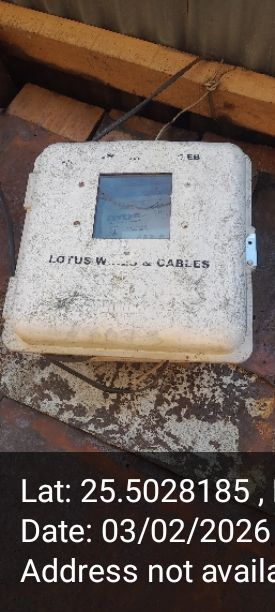 EB
LOTUS W & CABLES
Lat: 25.5028185 ,
Date: 03/02/2026
Address not availa